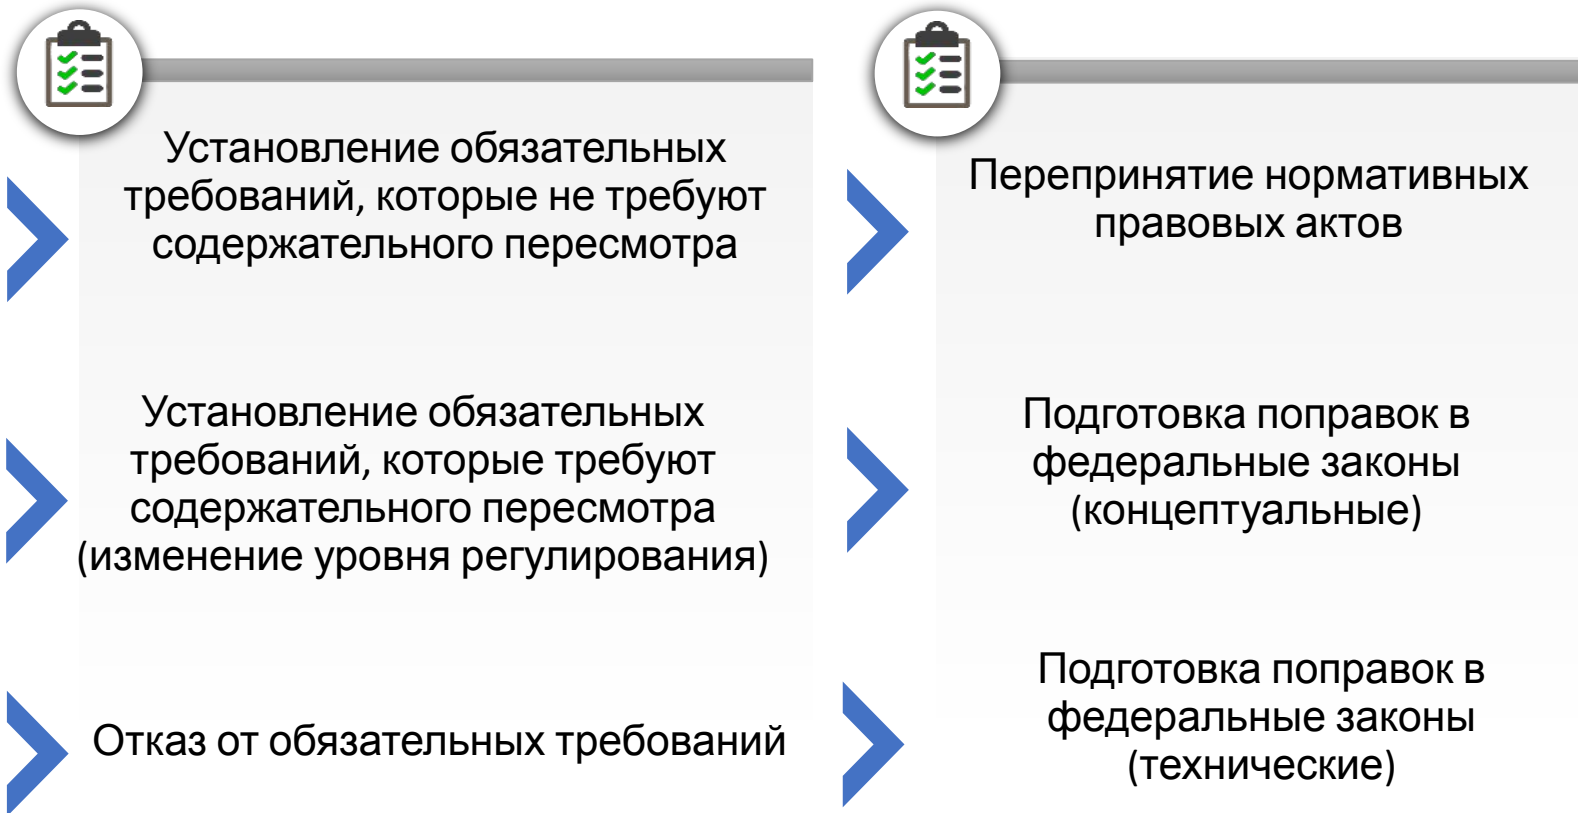 Установление обязательных
требований, которые не требуют
содержательного пересмотра
Установление обязательных
требований, которые требуют
содержательного пересмотра
(изменение уровня регулирования)
Отказ от обязательных требований
Перепринятие нормативных
правовых актов
Подготовка поправок в
федеральные законы
(концептуальные)
Подготовка поправок в
федеральные законы
(технические)